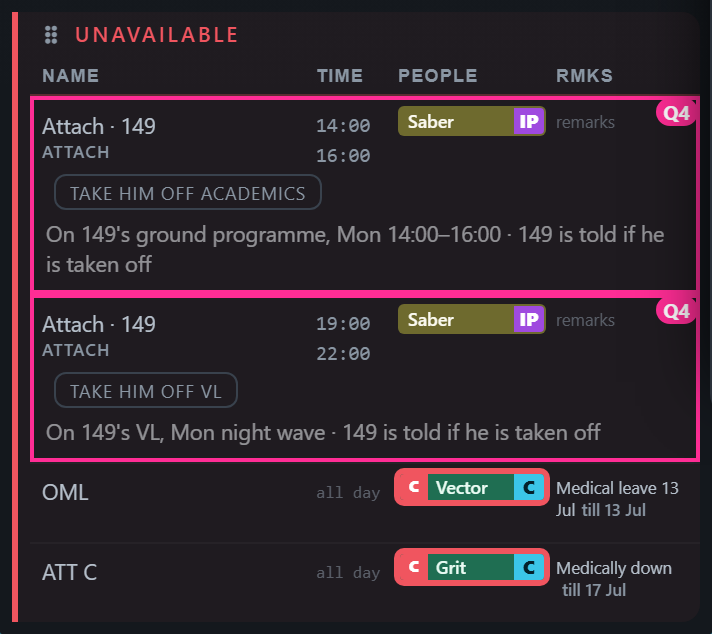 UNAVAILABLE
NAME TIME PEOPLE RMKS
Attach · 149 14:00 Saber IP remarks Q4
ATTACH 16:00
TAKE HIM OFF ACADEMICS
On 149's ground programme, Mon 14:00–16:00 · 149 is told if he
is taken off
Attach · 149 19:00 Saber IP remarks Q4
ATTACH 22:00
TAKE HIM OFF VL
On 149's VL, Mon night wave · 149 is told if he is taken off
OML all day C Vector C Medical leave 13
Jul till 13 Jul
ATT C all day C Grit C Medically down
till 17 Jul